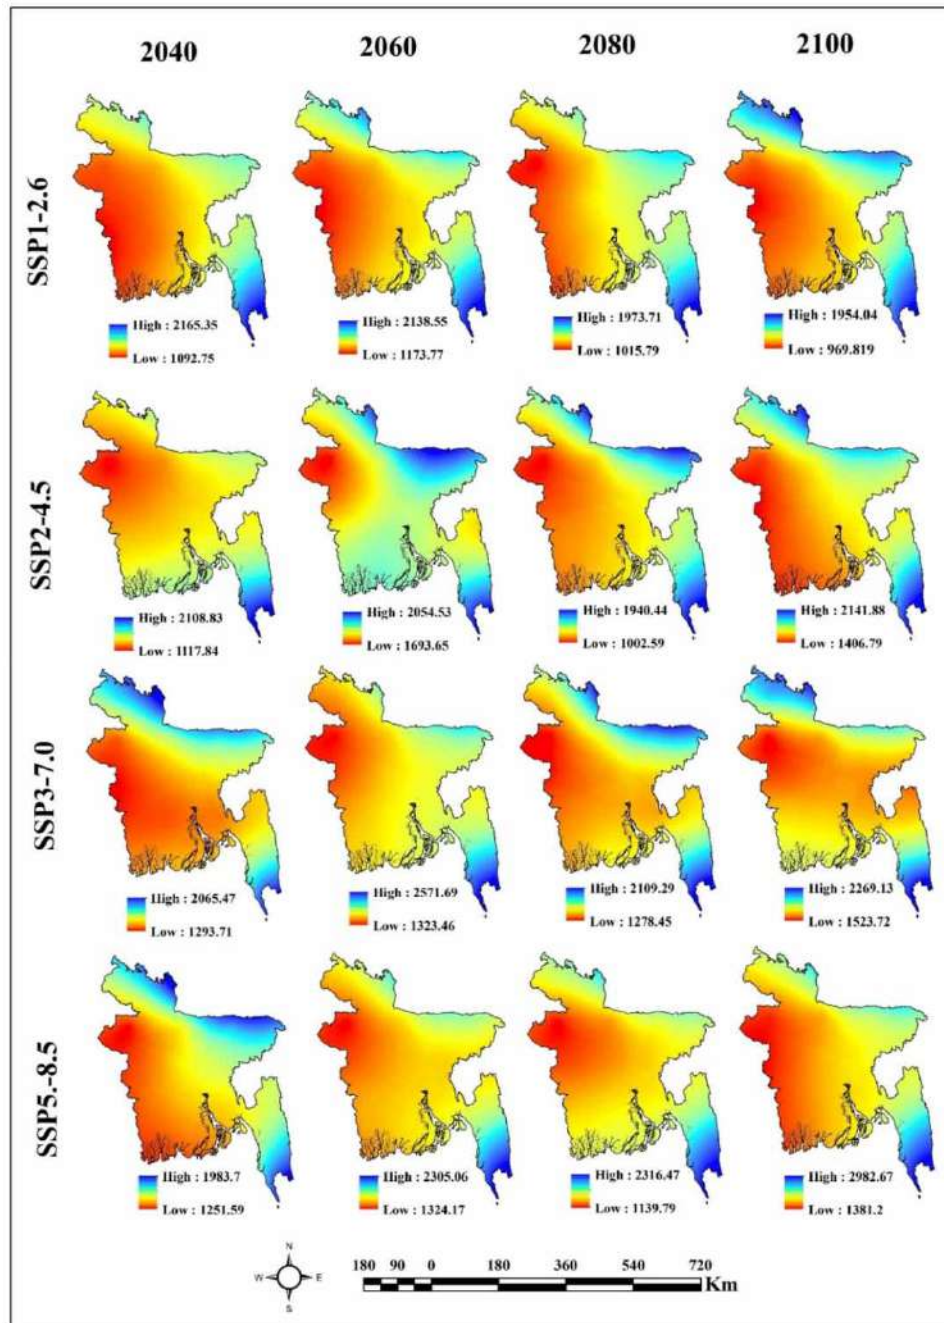 2040 2060 2080 2100
SSP1-2.6
High : 2165.35 High : 2138.55 High : 1973.71 High : 1954.04
Low : 1092.75 Low : 1173.77 Low : 1015.79 Low : 969.819
SSP2-4.5
High : 2108.83 High : 2054.53 High : 1940.44 High : 2141.88
Low : 1117.84 Low : 1693.65 Low : 1002.59 Low : 1406.79
SSP3-7.0
High : 2065.47 High : 2571.69 High : 2109.29 High : 2269.13
Low : 1293.71 Low : 1323.46 Low : 1278.45 Low : 1523.72
SSP5.-8.5
High : 1983.7 High : 2305.06 High : 2316.47 High : 2982.67
Low : 1251.59 Low : 1324.17 Low : 1139.79 Low : 1381.2
N
W E
S
180 90 0 180 360 540 720
Km